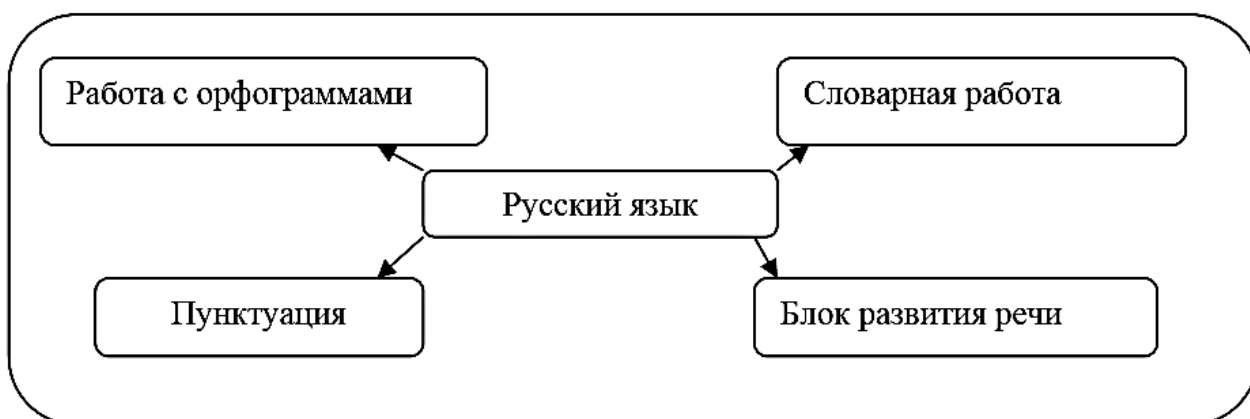 Работа с орфограммами
Словарная работа
Русский язык
Пунктуация
Блок развития речи